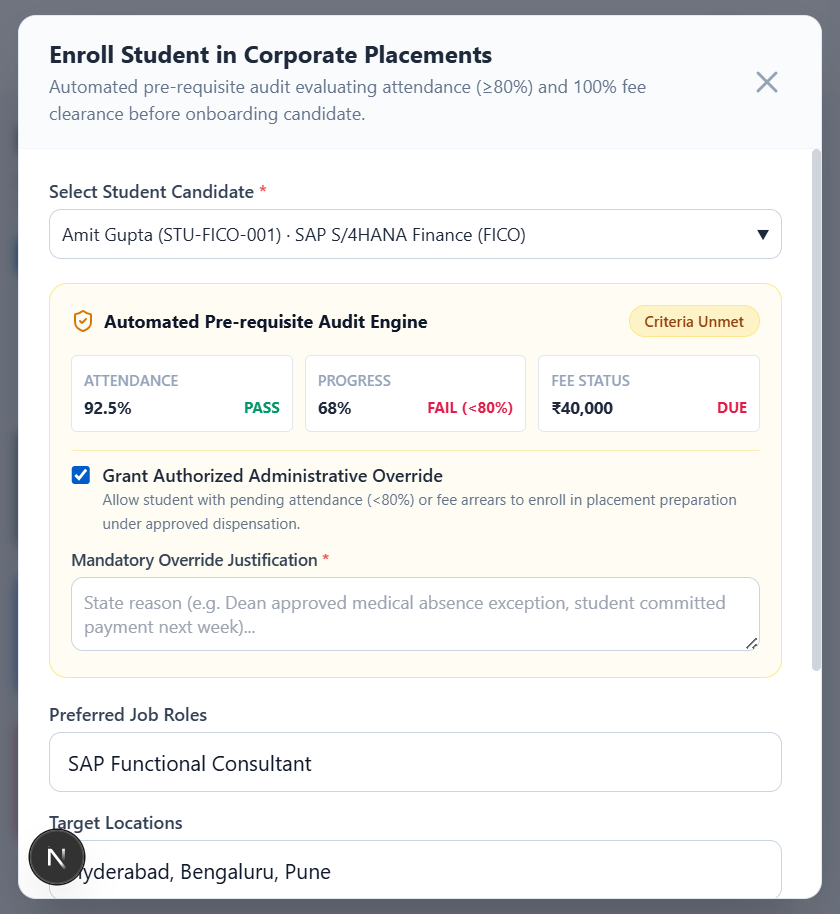 Enroll Student in Corporate Placements
Automated pre-requisite audit evaluating attendance (≥80%) and 100% fee
clearance before onboarding candidate.
Select Student Candidate *
Amit Gupta (STU-FICO-001) · SAP S/4HANA Finance (FICO)
Automated Pre-requisite Audit Engine
Criteria Unmet
ATTENDANCE
92.5% PASS
PROGRESS
68% FAIL (<80%)
FEE STATUS
₹40,000 DUE
Grant Authorized Administrative Override
Allow student with pending attendance (<80%) or fee arrears to enroll in placement preparation
under approved dispensation.
Mandatory Override Justification *
State reason (e.g. Dean approved medical absence exception, student committed
payment next week)...
Preferred Job Roles
SAP Functional Consultant
Target Locations
N
yderabad, Bengaluru, Pune